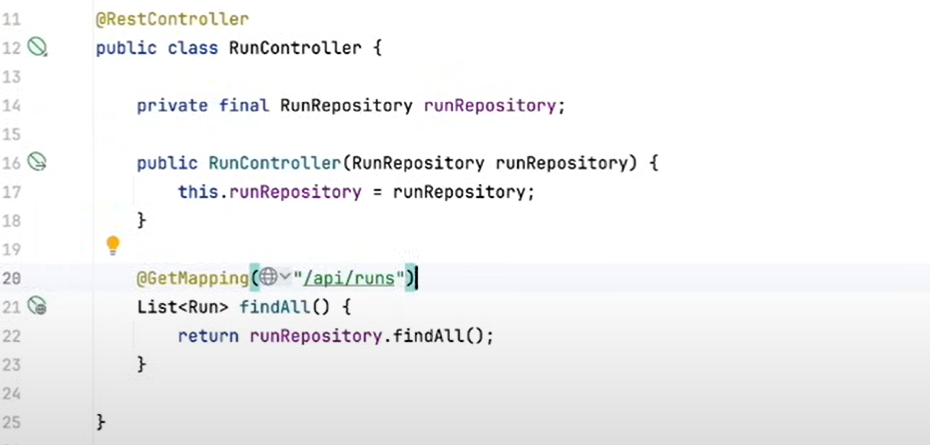 11 @RestController
12 public class RunController {
13
14 private final RunRepository runRepository;
15
16 public RunController(RunRepository runRepository) {
17 this.runRepository = runRepository;
18 }
19
20 @GetMapping("/api/runs")
21 List<Run> findAll() {
22 return runRepository.findAll();
23 }
24
25 }